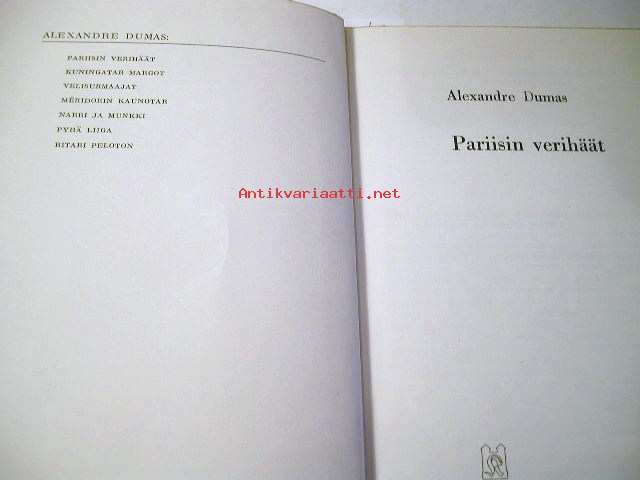 ALEXANDRE DUMAS:
PARIISIN VERIHÄÄT
KUNINGATAR MARGOT
VELISURMAAJAT
MÉRIDORIN KAUNOTAR
NARRI JA MUNKKI
PYHÄ LIIGA
RITARI PELOTON
Antikvariaatti.net
Alexandre Dumas
Pariisin verihäät